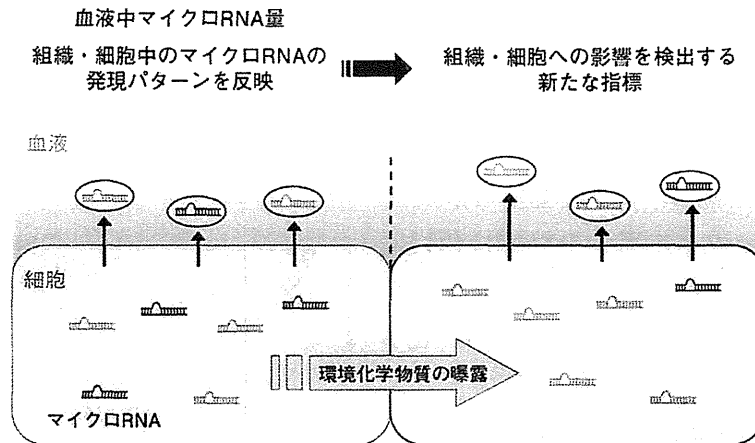 血液中マイクロRNA量
組織・細胞中のマイクロRNAの
発現パターンを反映
組織・細胞への影響を検出する
新たな指標
血液
細胞
環境化学物質の曝露
マイクロRNA